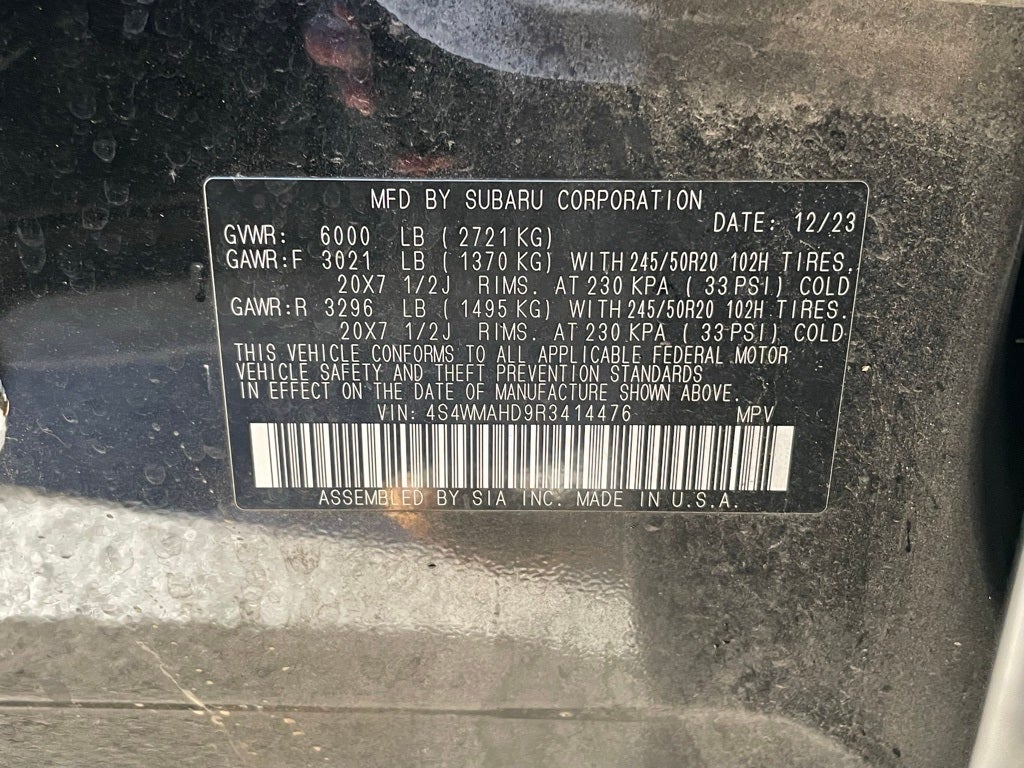 MFD BY SUBARU CORPORATION
DATE: 12/23
GVWR: 6000 LB ( 2721 KG)
GAWR:F 3021 LB ( 1370 KG) WITH 245/50R20 102H TIRES,
20X7 1/2J RIMS. AT 230 KPA ( 33 PSI) COLD
GAWR:R 3296 LB ( 1495 KG) WITH 245/50R20 102H TIRES.
20X7 1/2J RIMS. AT 230 KPA ( 33 PSI) COLD
THIS VEHICLE CONFORMS TO ALL APPLICABLE FEDERAL MOTOR
VEHICLE SAFETY AND THEFT PREVENTION STANDARDS
IN EFFECT ON THE DATE OF MANUFACTURE SHOWN ABOVE.
VIN: 4S4WMAHD9R3414476 MPV
ASSEMBLED BY SIA INC. MADE IN U.S.A.